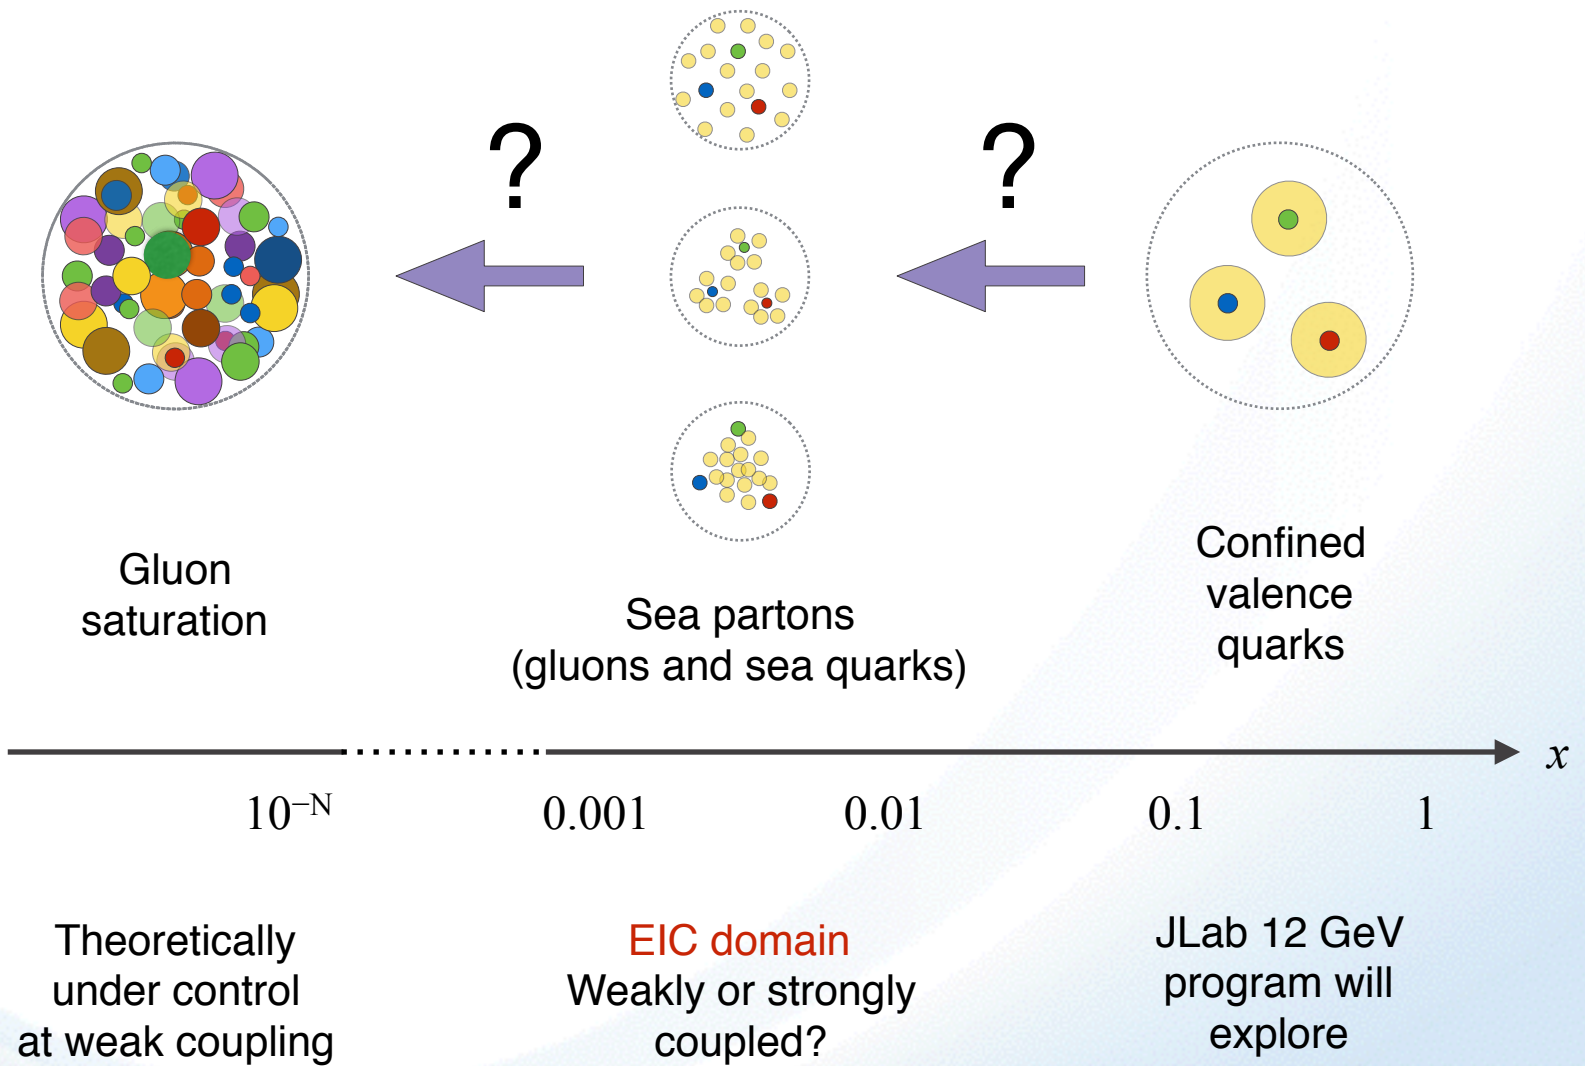 ?
?
Gluon
saturation
Sea partons
(gluons and sea quarks)
Confined
valence
quarks
x
10⁻ᴺ
0.001
0.01
0.1
1
Theoretically
under control
at weak coupling
EIC domain
Weakly or strongly
coupled?
JLab 12 GeV
program will
explore